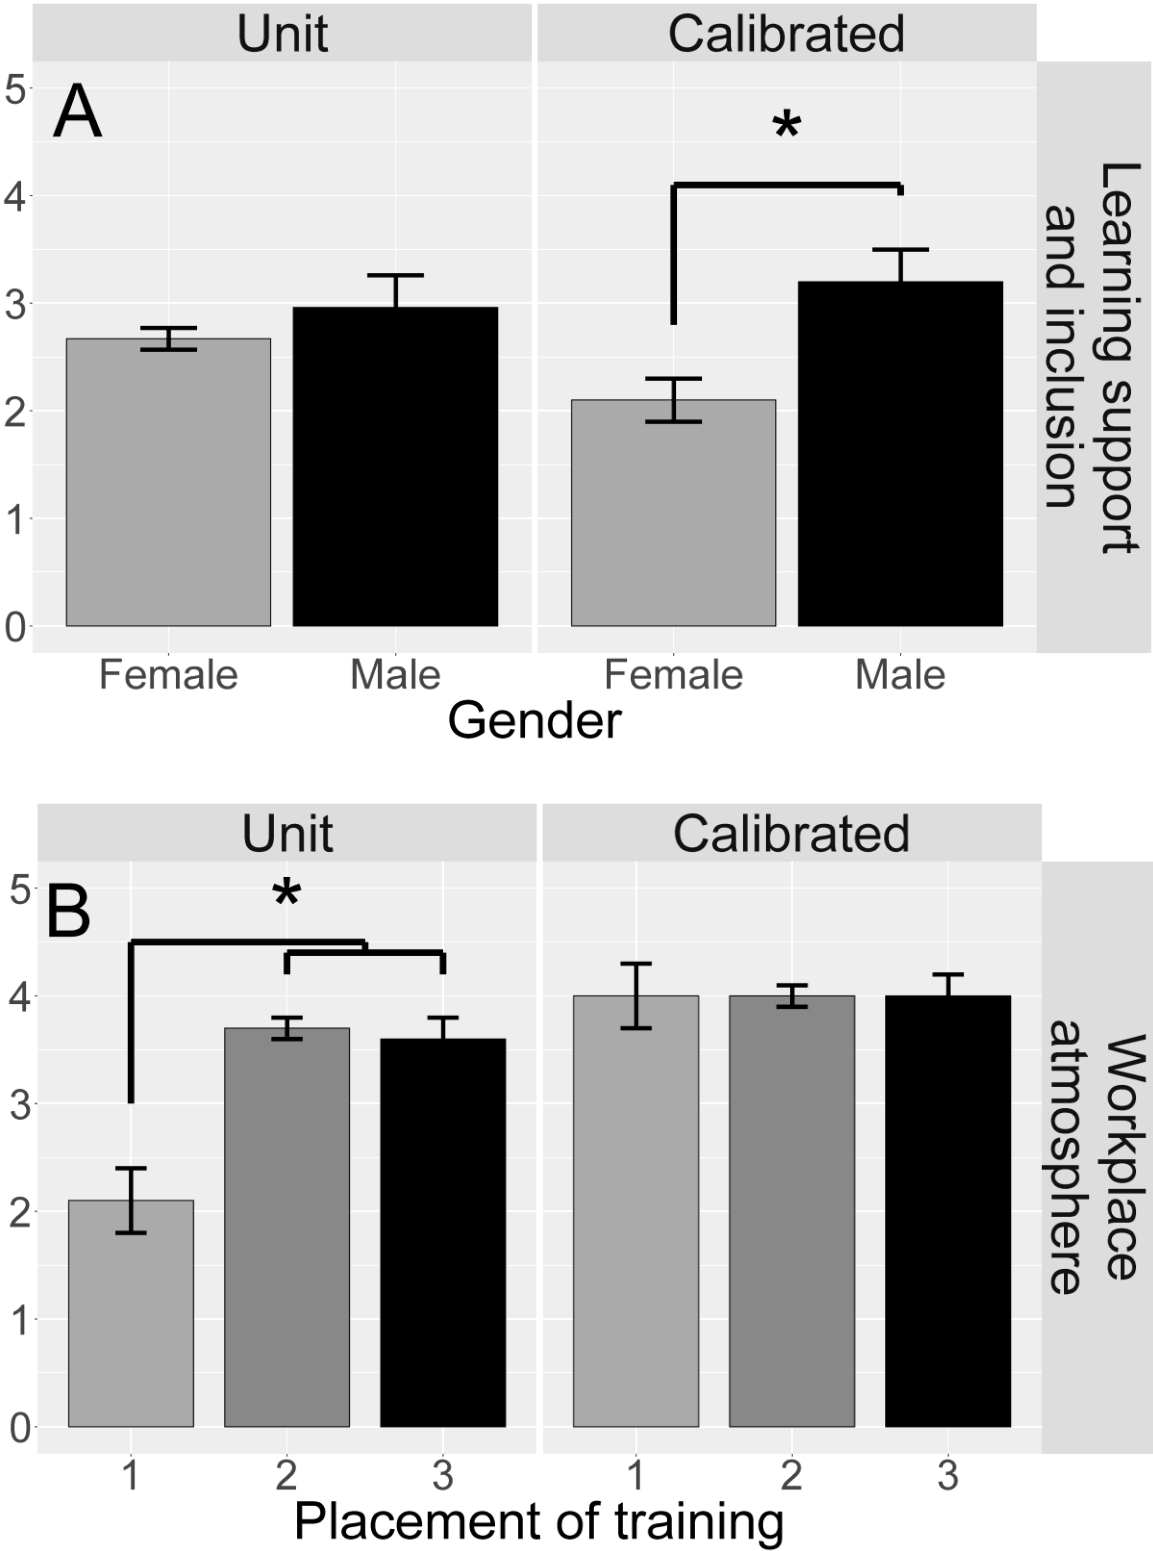 Unit
Calibrated
5
A
*
4
3
2
1
0
Learning support
and inclusion
Female
Male
Female
Male
Gender
Unit
Calibrated
5
B
*
4
3
2
1
0
Workplace
atmosphere
1
2
3
1
2
3
Placement of training